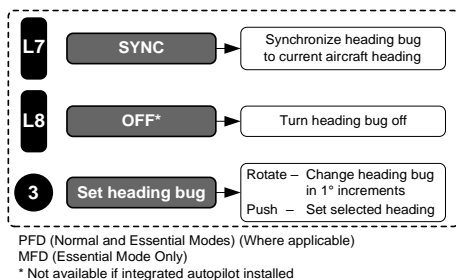 L7
SYNC
Synchronize heading bug
to current aircraft heading
L8
OFF*
Turn heading bug off
3
Set heading bug
Rotate – Change heading bug
in 1° increments
Push – Set selected heading
PFD (Normal and Essential Modes) (Where applicable)
MFD (Essential Mode Only)
* Not available if integrated autopilot installed